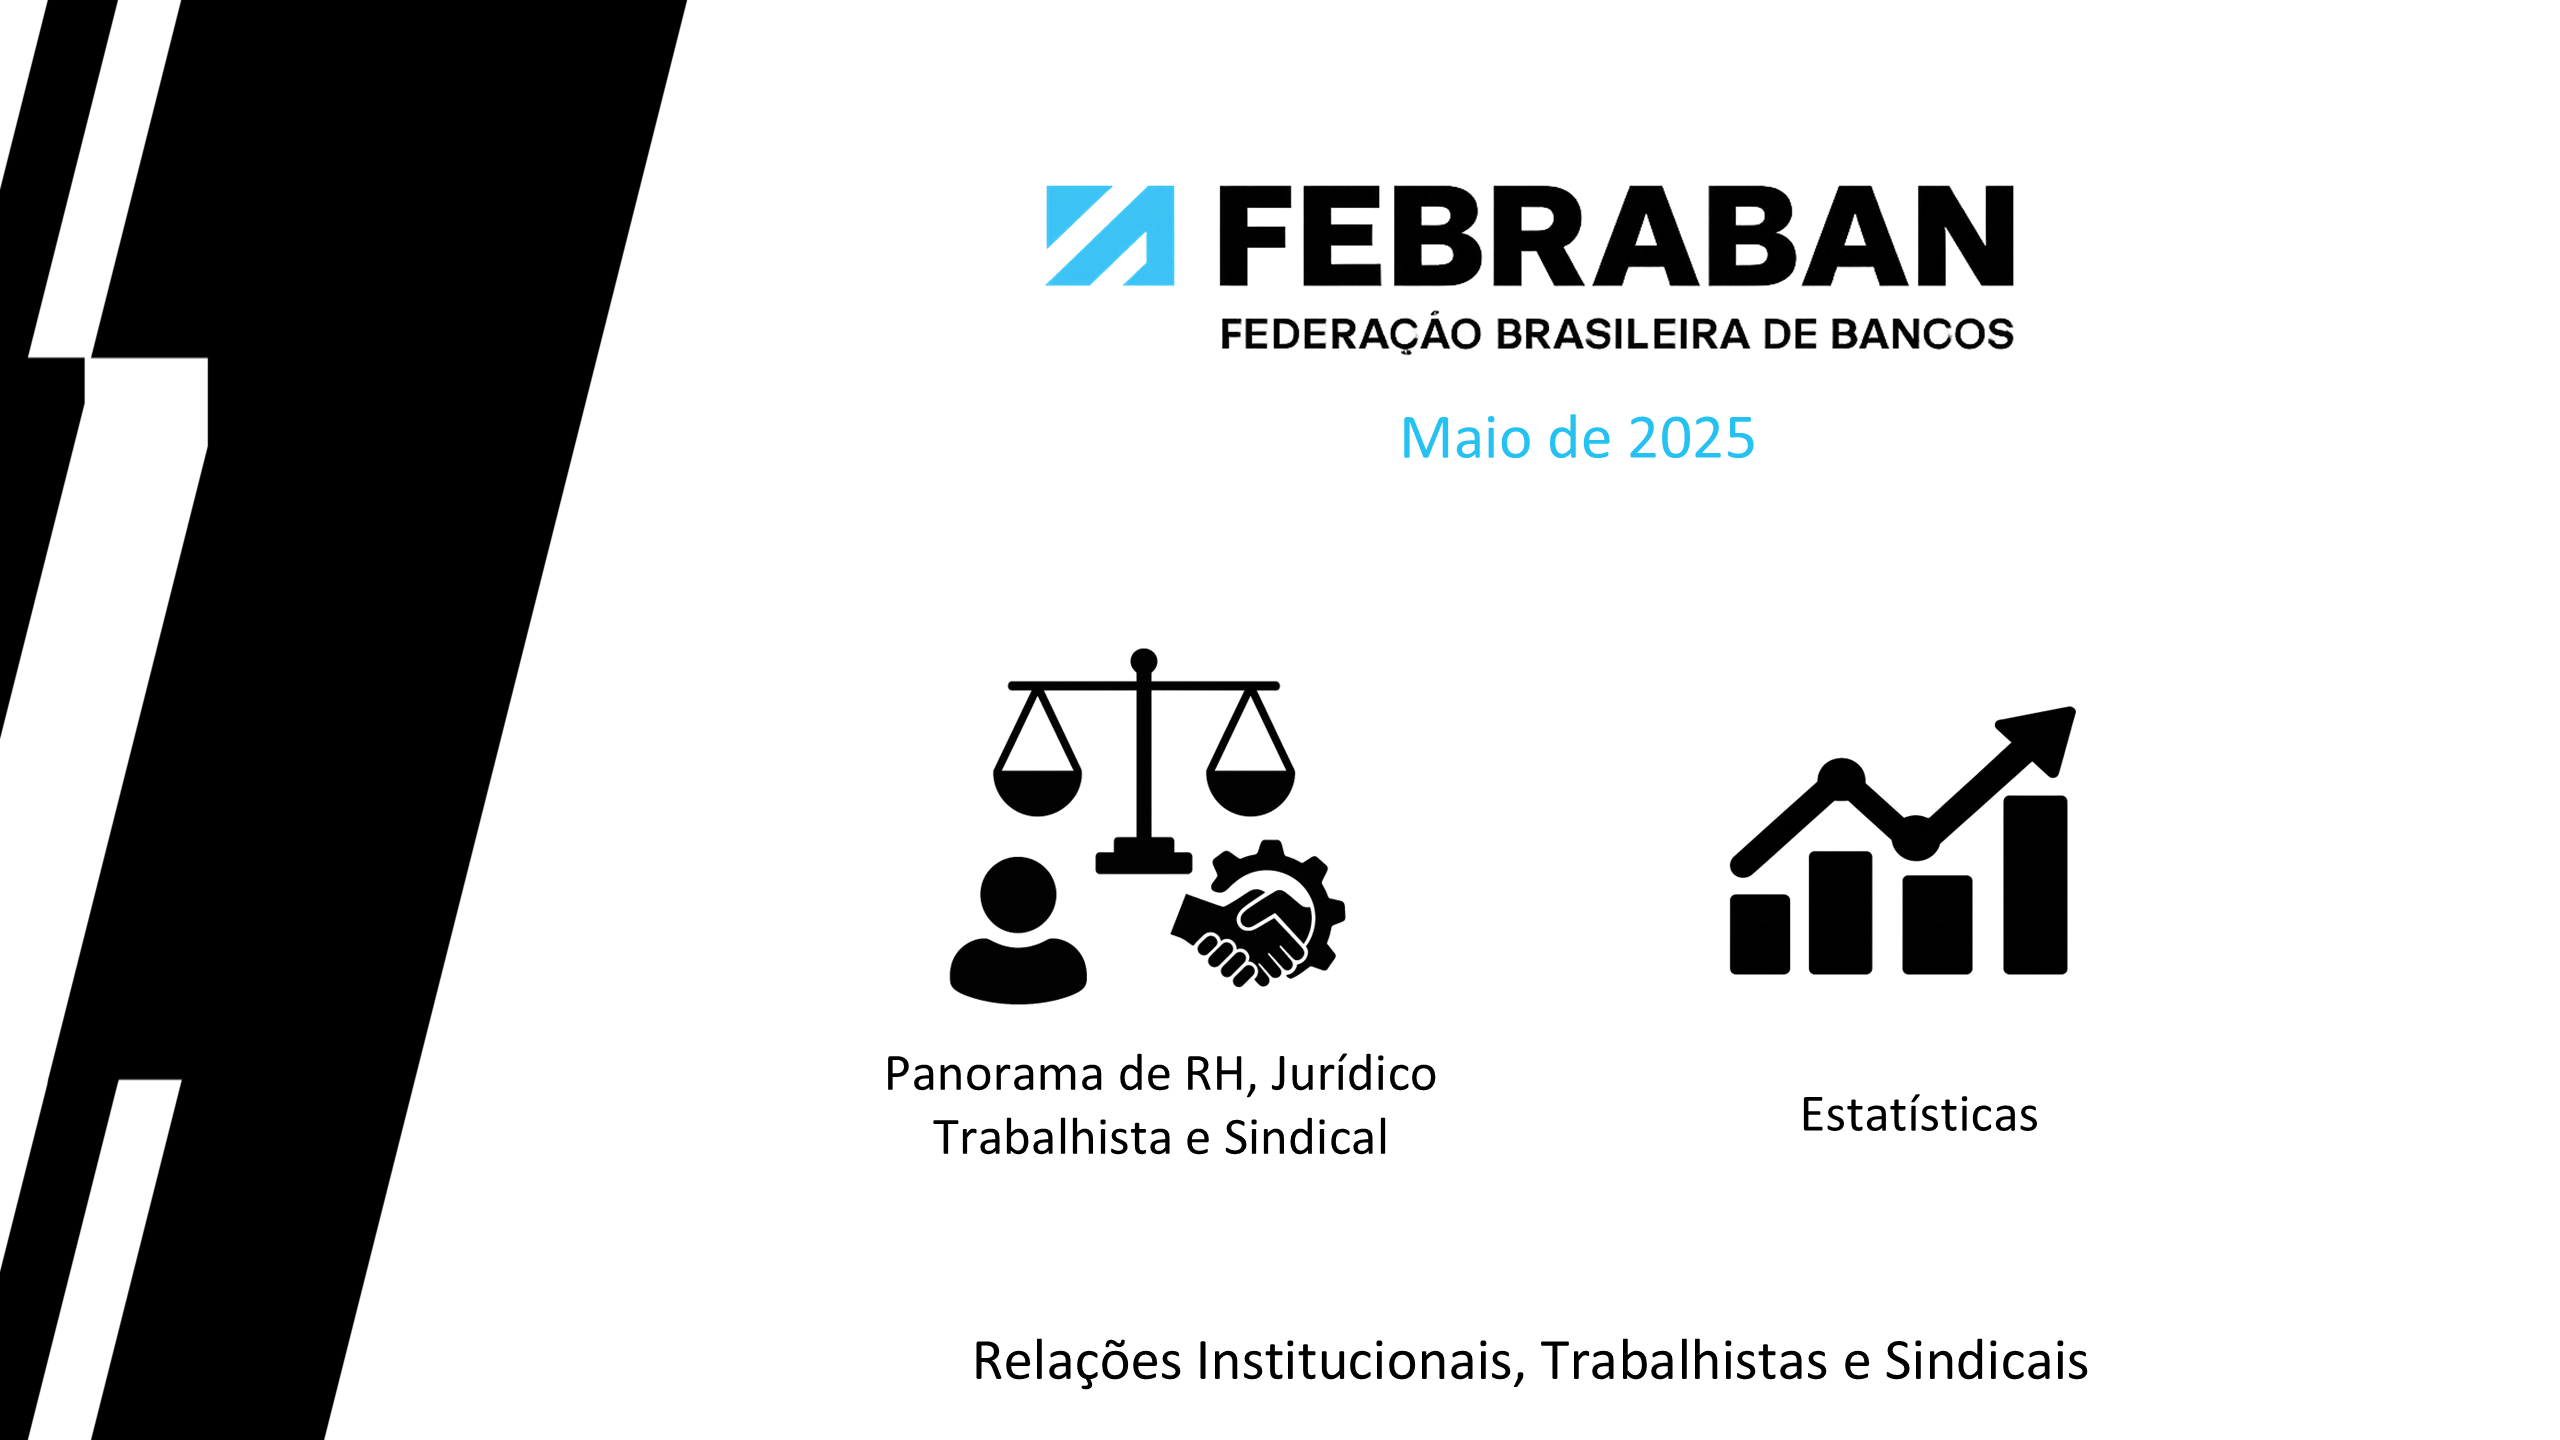 FEBRABAN
FEDERAÇÃO BRASILEIRA DE BANCOS
Maio de 2025
Panorama de RH, Jurídico
Trabalhista e Sindical
Estatísticas
Relações Institucionais, Trabalhistas e Sindicais